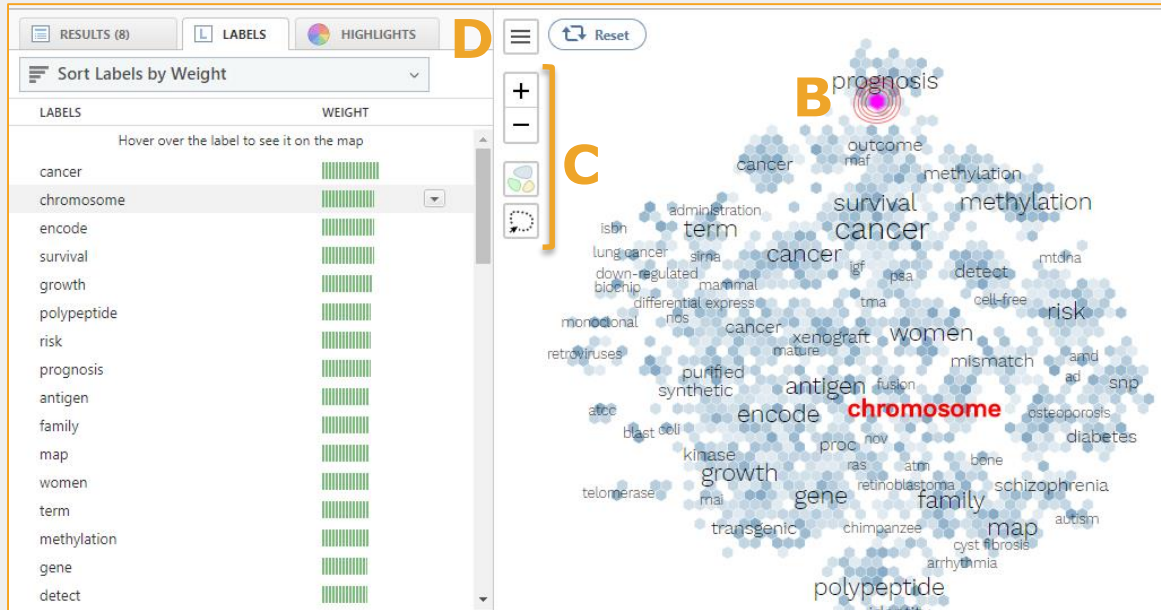 RESULTS (8)
L LABELS
HIGHLIGHTS
D
Reset
Sort Labels by Weight
LABELS WEIGHT
Hover over the label to see it on the map
cancer
chromosome
encode
survival
growth
polypeptide
risk
prognosis
antigen
family
map
women
term
methylation
gene
detect
+
−
C
B
prognosis
outcome
maf
cancer
methylation
administration
survival
methylation
isbn
term
cancer
lung cancer
sirna
cancer
igf
psa
detect
mtdna
down-regulated
biochip
mammal
differential express
tma
cell-free
risk
monoclonal
nos
cancer
xenograft
women
retroviruses
mature
mismatch
amd
purified
ad
snp
synthetic
antigen
fusion
atcc
encode
chromosome
osteoporosis
blast
coli
proc
nov
diabetes
kinase
growth
ras
atm
bone
telomerase
rnai
gene
retinoblastoma
schizophrenia
family
transgenic
chimpanzee
map
autism
cyst fibrosis
arrhythmia
polypeptide